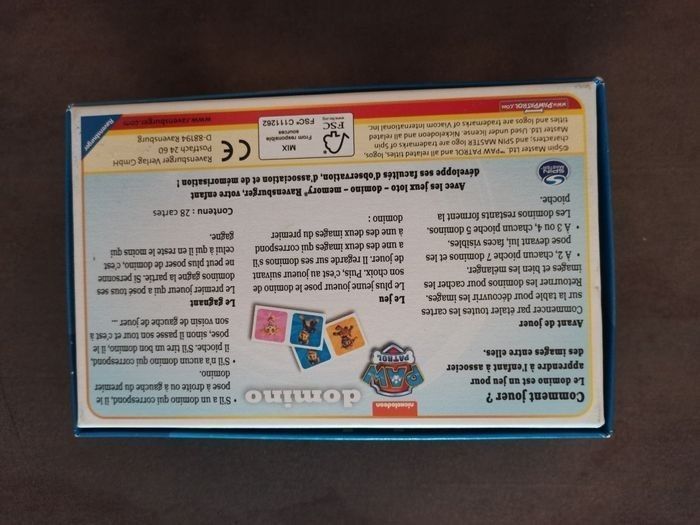 Comment jouer ?
Le domino est un jeu pour
apprendre à l'enfant à associer
des images entre elles.
Avant de jouer
Commencer par étaler toutes les cartes
sur la table pour découvrir les images.
Retourner les dominos pour cacher les
images et bien les mélanger.
• À 2, chacun pioche 7 dominos et les
pose devant lui, faces visibles.
• À 3 ou 4, chacun pioche 5 dominos.
Les dominos restants forment la
pioche.
nickelodeon
PAW
PATROL
domino
Le jeu
Le plus jeune joueur pose le domino de
son choix. Puis, c'est au joueur suivant
de jouer. Il regarde sur ses dominos s'il
a une des deux images qui correspond
à une des deux images du premier
domino :
• S'il a un domino qui correspond, il le
pose à droite ou à gauche du premier
domino.
• S'il n'a aucun domino qui correspond,
il pioche. S'il tire un bon domino, il le
pose, sinon il passe son tour et c'est à
son voisin de gauche de jouer ...
Le gagnant
Le premier joueur qui a posé tous ses
dominos gagne la partie. Si personne
ne peut plus poser de domino, c'est
celui à qui il en reste le moins qui
gagne.
Contenu : 28 cartes
Avec les jeux loto – domino – memory® Ravensburger, votre enfant
développe ses facultés d'observation, d'association et de mémorisation !
SPIN
MASTER
©Spin Master Ltd. ™PAW PATROL and all related titles, logos,
characters; and SPIN MASTER logo are trademarks of Spin
Master Ltd. Used under license. Nickelodeon and all related
titles and logos are trademarks of Viacom International Inc.
www.PAWPATROL.com
FSC
www.fsc.org
MIX
From responsible
sources
FSC® C111262
CE
Ravensburger Verlag GmbH
Postfach 24 60
D-88194 Ravensburg
www.ravensburger.com
Ravensburger